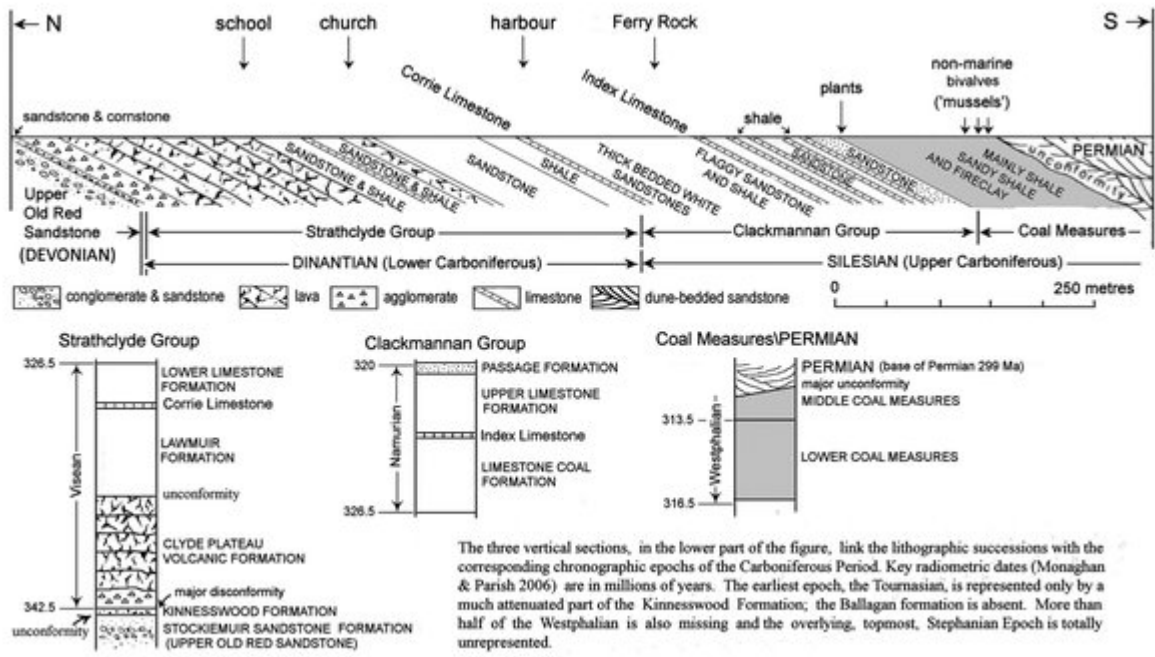 N
school
church
harbour
Ferry Rock
S
Corrie Limestone
Index Limestone
plants
non-marine
bivalves
('mussels')
sandstone & cornstone
shale
PERMIAN
unconformity
Upper
Old Red
Sandstone
(DEVONIAN)
SANDSTONE & SHALE
SANDSTONE & SHALE
SANDSTONE
SHALE
THICK BEDDED WHITE
SANDSTONES
FLAGGY SANDSTONE
AND SHALE
SANDSTONE
SANDSTONE
MAINLY SHALE
SANDY SHALE
AND FIRECLAY
Strathclyde Group
Clackmannan Group
Coal Measures
DINANTIAN (Lower Carboniferous)
SILESIAN (Upper Carboniferous)
conglomerate & sandstone
lava
agglomerate
limestone
dune-bedded sandstone
0
250 metres
Strathclyde Group
326.5
LOWER LIMESTONE
FORMATION
Corrie Limestone
LAWMUIR
FORMATION
Visean
unconformity
CLYDE PLATEAU
VOLCANIC FORMATION
major disconformity
342.5
KINNESSWOOD FORMATION
unconformity
STOCKIEMUIR SANDSTONE FORMATION
(UPPER OLD RED SANDSTONE)
Clackmannan Group
320
PASSAGE FORMATION
UPPER LIMESTONE
FORMATION
Namurian
Index Limestone
LIMESTONE COAL
FORMATION
326.5
Coal Measures\PERMIAN
PERMIAN (base of Permian 299 Ma)
major unconformity
MIDDLE COAL MEASURES
313.5
Westphalian
LOWER COAL MEASURES
316.5
The three vertical sections, in the lower part of the figure, link the lithographic successions with the
corresponding chronographic epochs of the Carboniferous Period. Key radiometric dates (Monaghan
& Parish 2006) are in millions of years. The earliest epoch, the Tournasian, is represented only by a
much attenuated part of the Kinnesswood Formation; the Ballagan formation is absent. More than
half of the Westphalian is also missing and the overlying, topmost, Stephanian Epoch is totally
unrepresented.